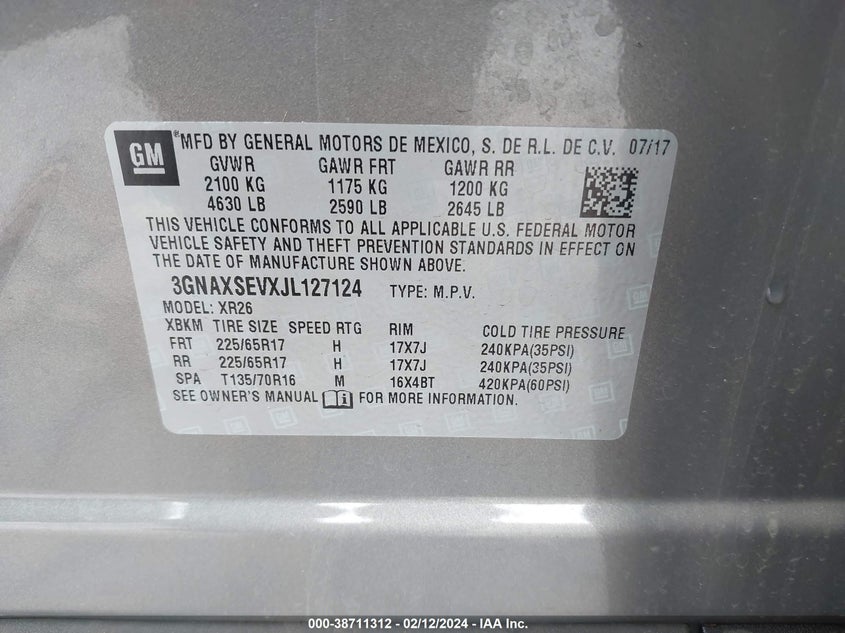 GM
®MFD BY GENERAL MOTORS DE MEXICO, S. DE R.L. DE C.V. 07/17
GVWR GAWR FRT GAWR RR
2100 KG 1175 KG 1200 KG
4630 LB 2590 LB 2645 LB
THIS VEHICLE CONFORMS TO ALL APPLICABLE U.S. FEDERAL MOTOR
VEHICLE SAFETY AND THEFT PREVENTION STANDARDS IN EFFECT ON
THE DATE OF MANUFACTURE SHOWN ABOVE.
3GNAXSEVXJL127124 TYPE: M.P.V.
MODEL: XR26
XBKM TIRE SIZE SPEED RTG RIM COLD TIRE PRESSURE
FRT 225/65R17 H 17X7J 240KPA(35PSI)
RR 225/65R17 H 17X7J 240KPA(35PSI)
SPA T135/70R16 M 16X4BT 420KPA(60PSI)
SEE OWNER'S MANUAL FOR MORE INFORMATION.
000-38711312 - 02/12/2024 - IAA Inc.